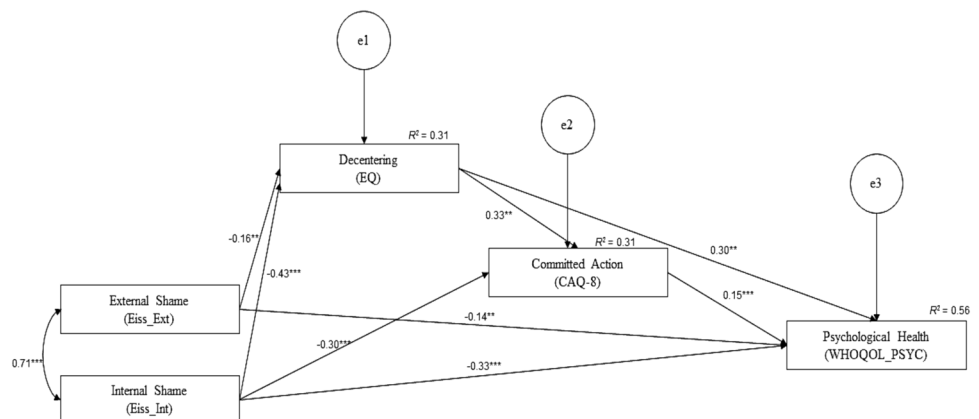 e1
R² = 0.31
Decentering
(EQ)
e2
e3
0.33**
R² = 0.31
-0.16**
0.30**
Committed Action
(CAQ-8)
-0.43***
External Shame
(Eiss_Ext)
0.15***
R² = 0.56
-0.14**
Psychological Health
(WHOQOL_PSYC)
-0.30***
0.71***
-0.33***
Internal Shame
(Eiss_Int)